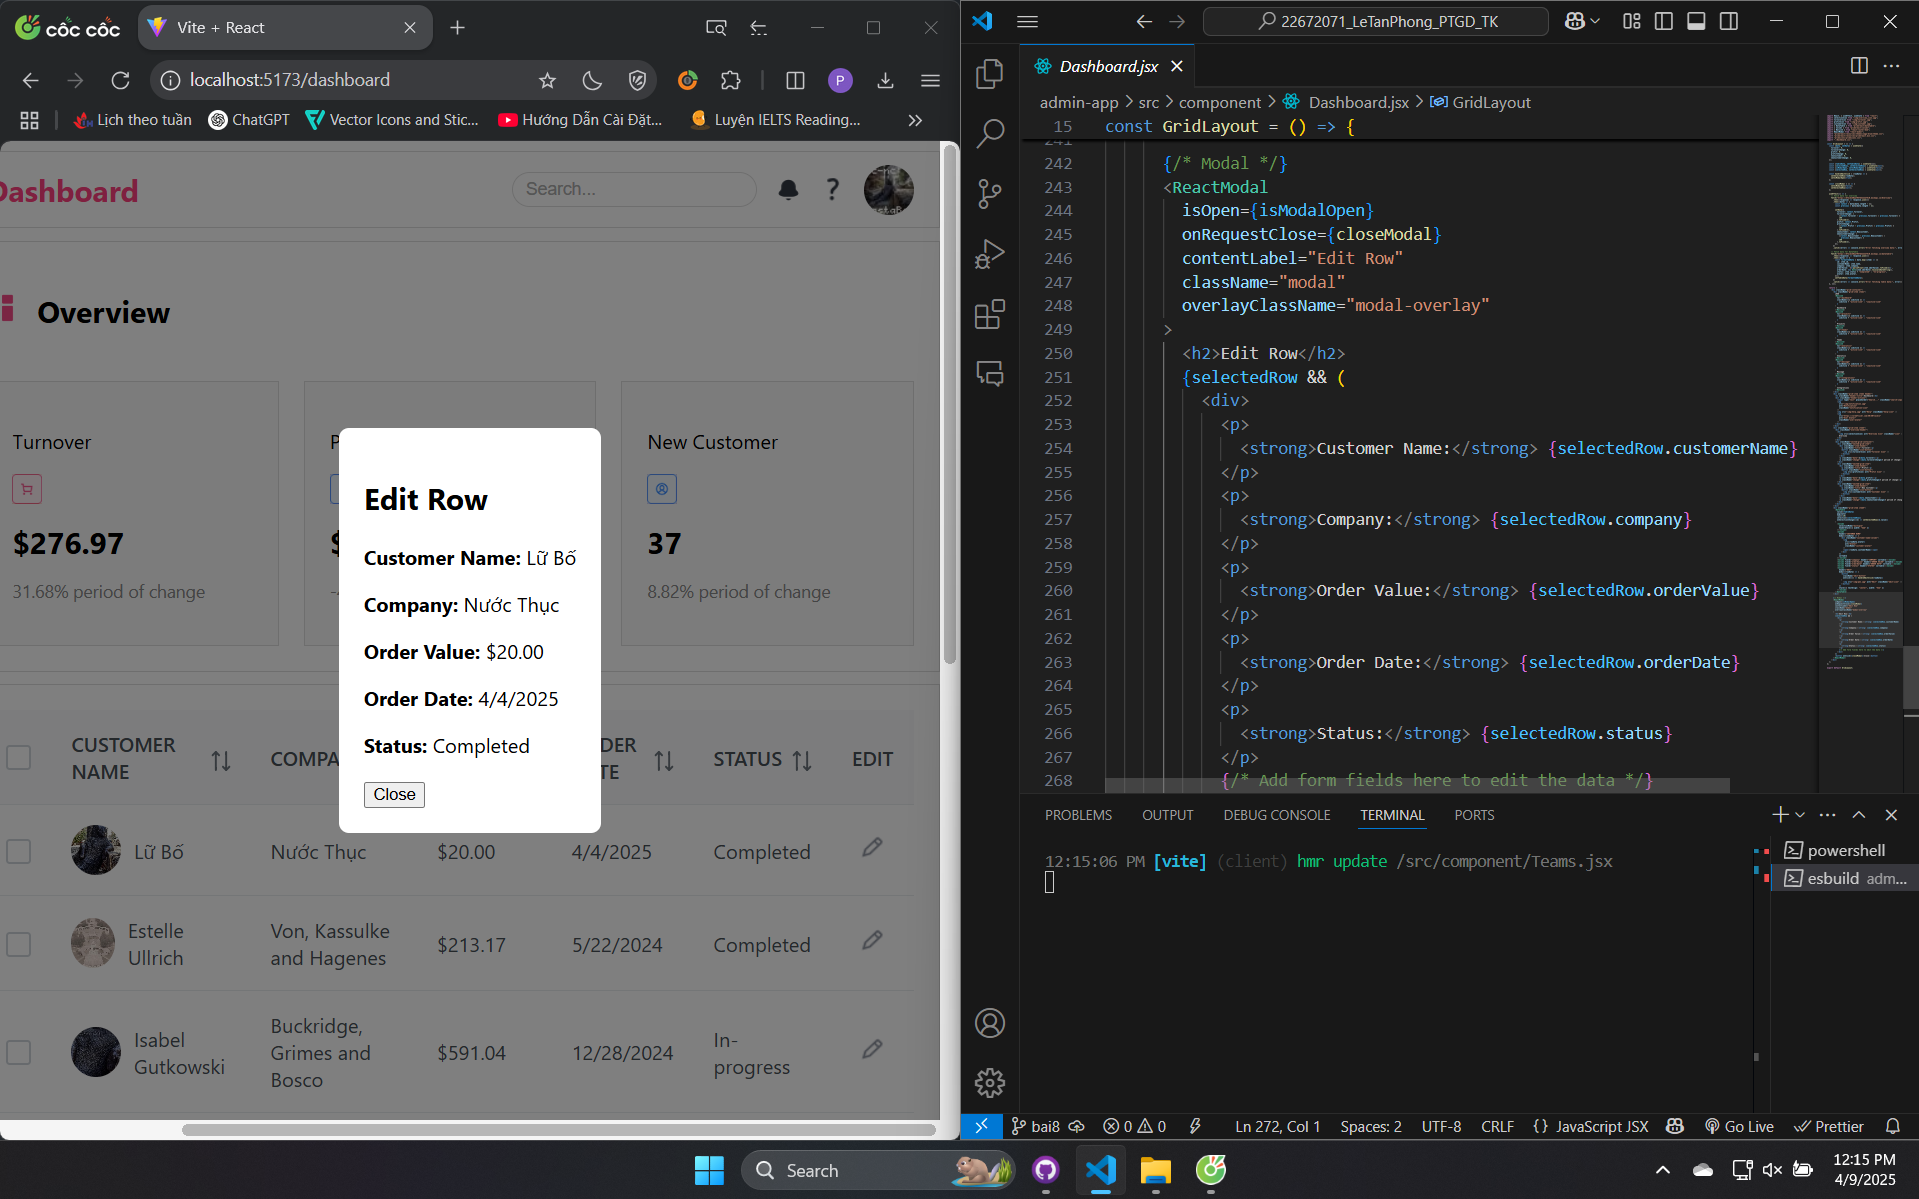 cốc cốc
Vite + React
localhost:5173/dashboard
P
Lịch theo tuần
ChatGPT
Vector Icons and Stic...
Hướng Dẫn Cài Đặt...
Luyện IELTS Reading...
Dashboard
Search...
Overview
Turnover
$276.97
31.68% period of change
New Customer
37
8.82% period of change
Edit Row
Customer Name: Lữ Bố
Company: Nước Thục
Order Value: $20.00
Order Date: 4/4/2025
Status: Completed
Close
CUSTOMER
NAME
COMPA
DER
TE
STATUS
EDIT
Lữ Bố
Nước Thục
$20.00
4/4/2025
Completed
Estelle
Ullrich
Von, Kassulke
and Hagenes
$213.17
5/22/2024
Completed
Isabel
Gutkowski
Buckridge,
Grimes and
Bosco
$591.04
12/28/2024
In-
progress
22672071_LeTanPhong_PTGD_TK
Dashboard.jsx
admin-app > src > component > Dashboard.jsx > GridLayout
15 const GridLayout = () => {
241
242 {/* Modal */}
243 <ReactModal
244 isOpen={isModalOpen}
245 onRequestClose={closeModal}
246 contentLabel="Edit Row"
247 className="modal"
248 overlayClassName="modal-overlay"
249 >
250 <h2>Edit Row</h2>
251 {selectedRow && (
252 <div>
253 <p>
254 <strong>Customer Name:</strong> {selectedRow.customerName}
255 </p>
256 <p>
257 <strong>Company:</strong> {selectedRow.company}
258 </p>
259 <p>
260 <strong>Order Value:</strong> {selectedRow.orderValue}
261 </p>
262 <p>
263 <strong>Order Date:</strong> {selectedRow.orderDate}
264 </p>
265 <p>
266 <strong>Status:</strong> {selectedRow.status}
267 </p>
268 {/* Add form fields here to edit the data */}
PROBLEMS OUTPUT DEBUG CONSOLE TERMINAL PORTS
12:15:06 PM [vite] (client) hmr update /src/component/Teams.jsx
powershell
esbuild adm...
bai8
0 0
Ln 272, Col 1
Spaces: 2
UTF-8
CRLF
{} JavaScript JSX
Go Live
Prettier
Search
12:15 PM
4/9/2025